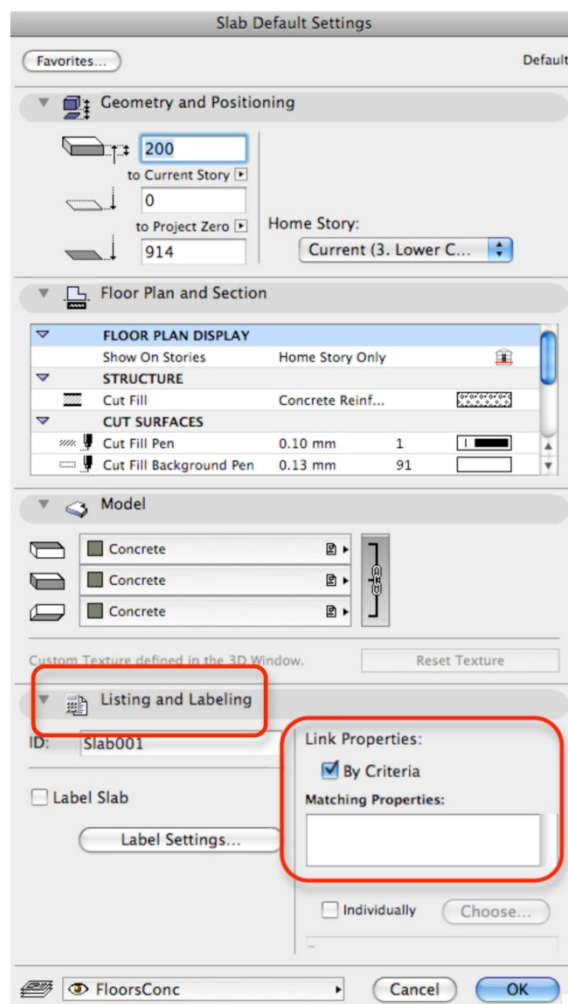 Slab Default Settings
Favorites...
Default
Geometry and Positioning
200
to Current Story
0
to Project Zero
914
Home Story:
Current (3. Lower C...
Floor Plan and Section
FLOOR PLAN DISPLAY
Show On Stories Home Story Only
STRUCTURE
Cut Fill Concrete Reinf...
CUT SURFACES
Cut Fill Pen 0.10 mm 1
Cut Fill Background Pen 0.13 mm 91
Model
Concrete
Concrete
Concrete
Custom Texture defined in the 3D Window.
Reset Texture
Listing and Labeling
ID: Slab001
Label Slab
Label Settings...
Link Properties:
By Criteria
Matching Properties:
Individually
Choose...
FloorsConc
Cancel
OK